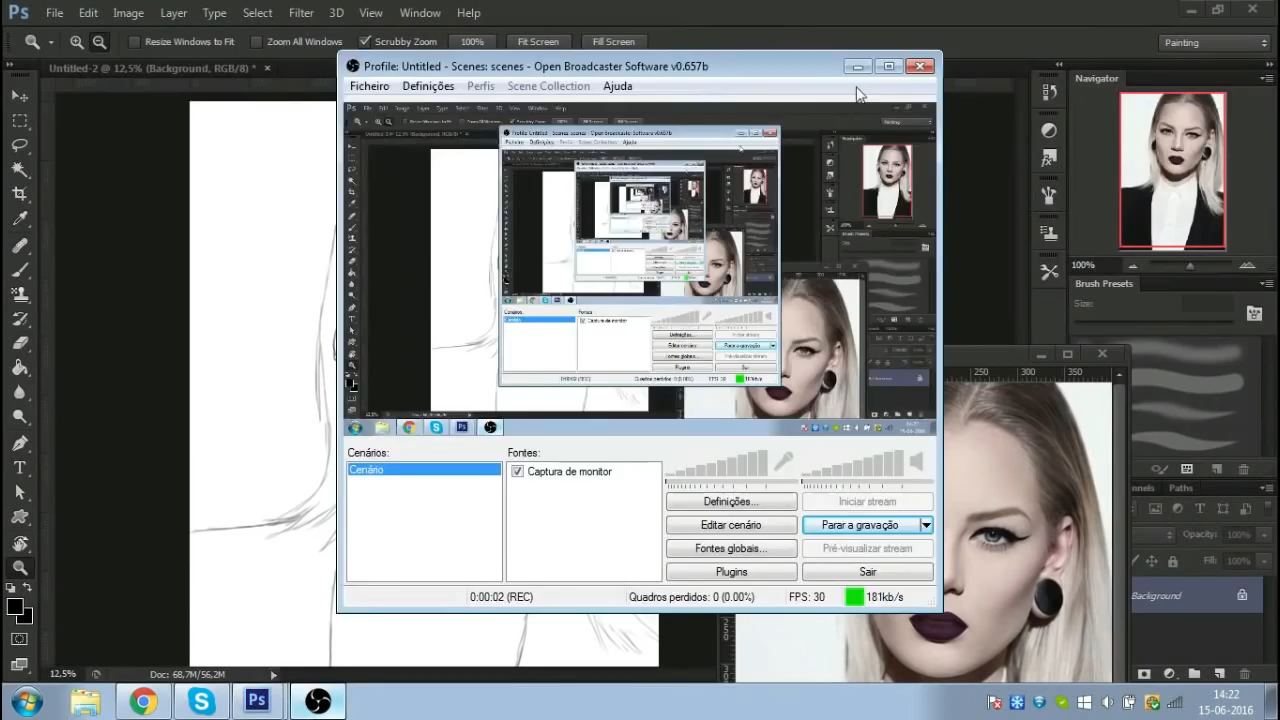 Ps File Edit Image Layer Type Select Filter 3D View Window Help
Resize Windows to Fit Zoom All Windows Scrubby Zoom 100% Fit Screen Fill Screen Painting
Untitled-2 @ 12,5% (Background, RGB/8) * ×
Profile: Untitled - Scenes: scenes - Open Broadcaster Software v0.657b
Ficheiro Definições Perfis Scene Collection Ajuda
Navigator
100%
Brush Presets
Size:
250 300 350
Cenários: Fontes:
Cenário
Captura de monitor
Definições... Iniciar stream
Editar cenário Parar a gravação
Fontes globais... Pré-visualizar stream
Plugins Sair
0:00:02 (REC) Quadros perdidos: 0 (0.00%) FPS: 30 181kb/s
Paths
Opacity: 100%
Fill: 100%
Background
12,5% Doc: 68,7M/56,2M
14:22
15-06-2016